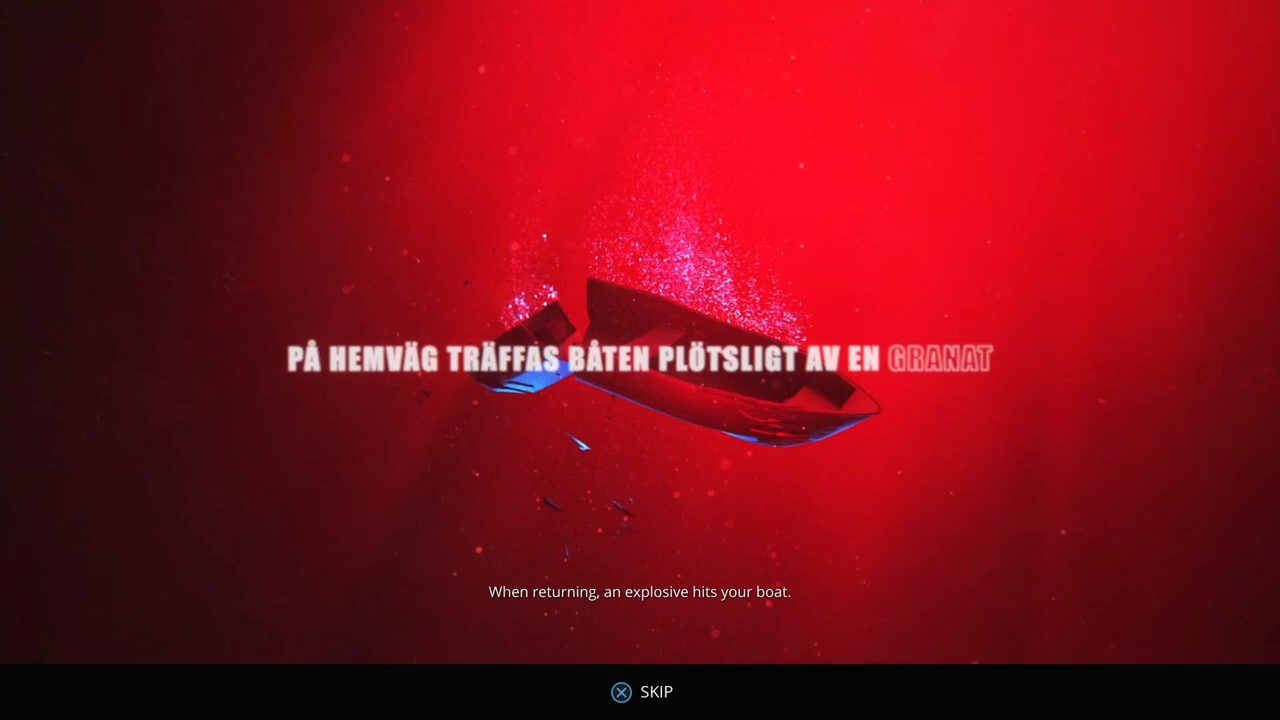 PÅ HEMVÄG TRÄFFAS BÅTEN PLÖTSLIGT AV EN GRANAT
When returning, an explosive hits your boat.
SKIP